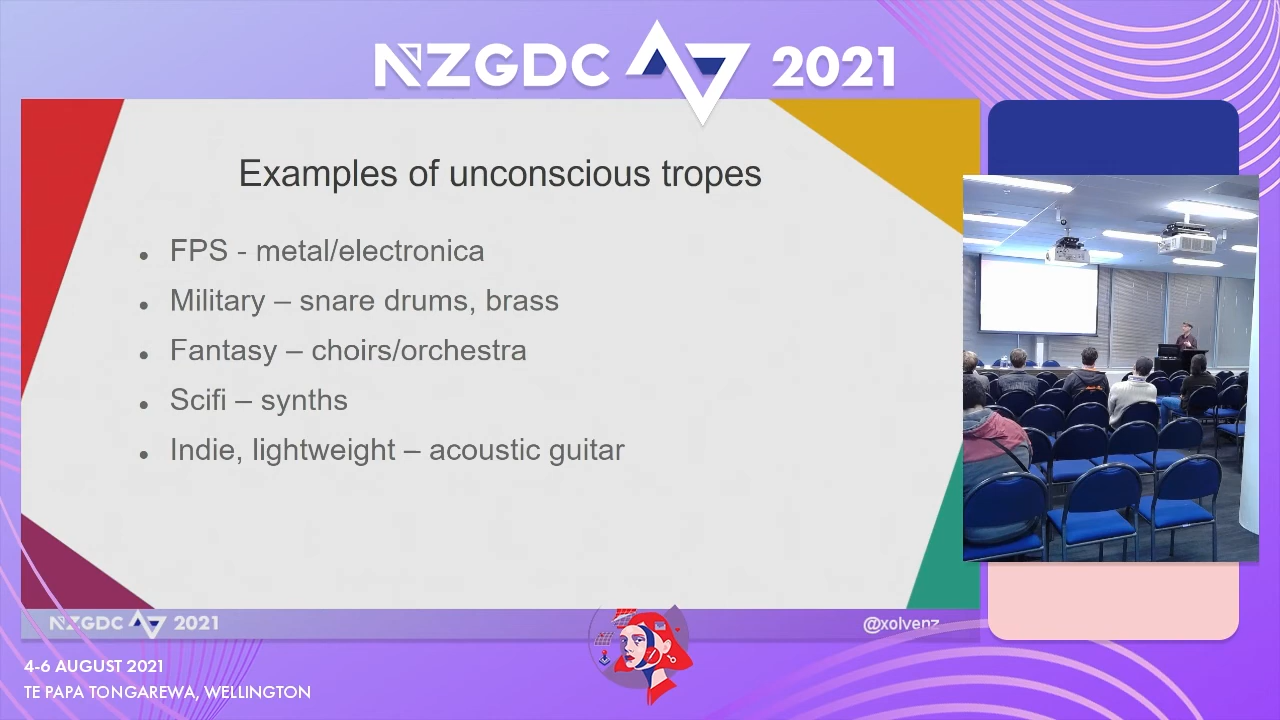 NZGDC 2021
Examples of unconscious tropes
• FPS - metal/electronica
• Military – snare drums, brass
• Fantasy – choirs/orchestra
• Scifi – synths
• Indie, lightweight – acoustic guitar
NZGDC 2021
@xolvenz
4-6 AUGUST 2021
TE PAPA TONGAREWA, WELLINGTON